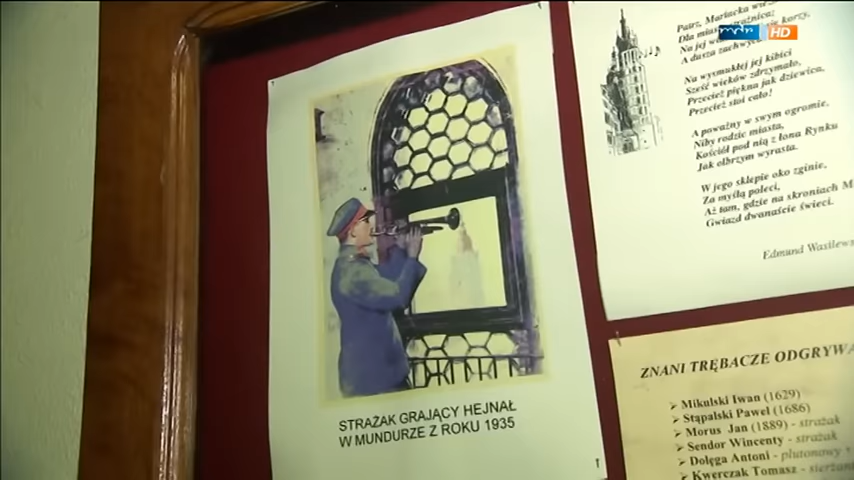 mdr HD
Patrz, Mariacka
Dla miasta
Na jej
A dusza
Na wysmukłej jej kibici
Sześć wieków zdrzymało,
Przecież piękna jak dziewica,
Przecież stoi cało!
A poważny w swym ogromie,
Niby rodzic miasta,
Kościół pod nią z łona Rynku
Jak olbrzym wyrasta.
W jego sklepie oko zginie,
Za myślą poleci,
Aż tam, gdzie na skroniach M
Gwiazd dwanaście świeci.
Edmund Wasilews
STRAŻAK GRAJĄCY HEJNAŁ
W MUNDURZE Z ROKU 1935
ZNANI TRĘBACZE ODGRYWA
Mikulski Iwan (1629)
Stąpalski Paweł (1686)
Morus Jan (1889) - strażak
Sendor Wincenty - strażak
Dolęga Antoni - plutonowy
Kwerczak Tomasz - sierżant